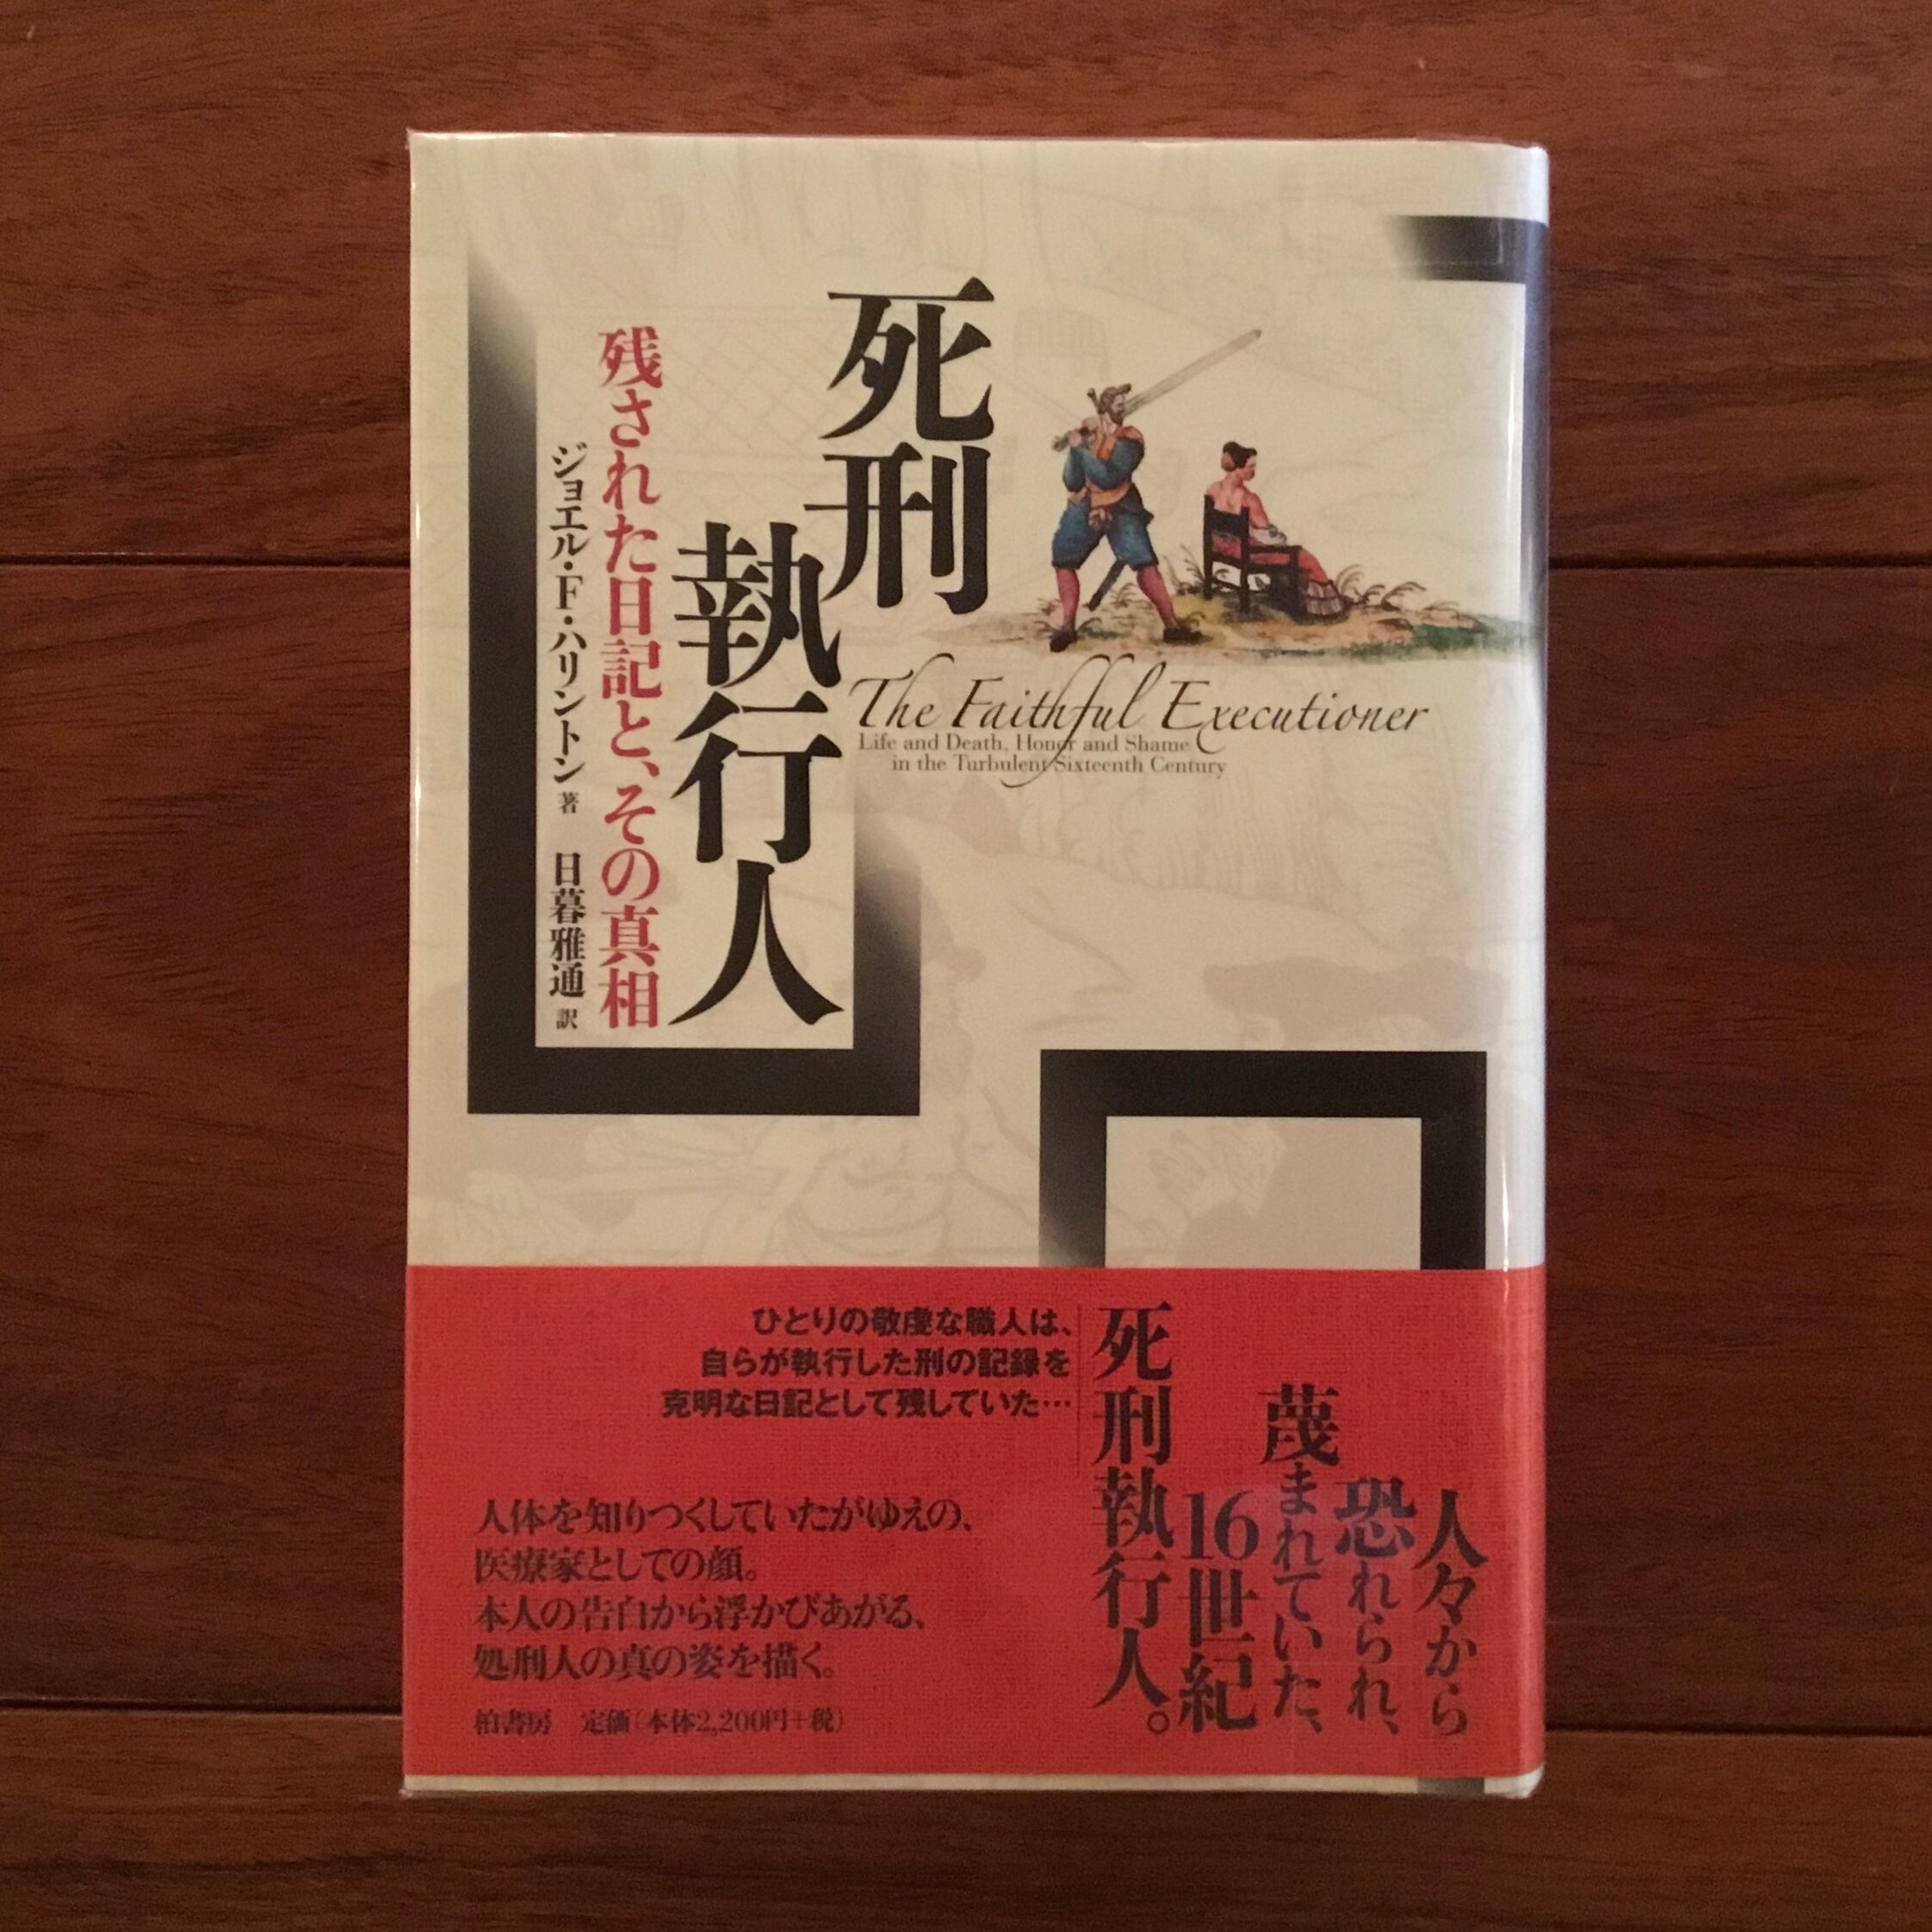 死刑
執行人
残された日記と、その真相
ジョエル・F・ハリントン 著　日暮雅通 訳
The Faithful Executioner
Life and Death, Honor and Shame
in the Turbulent Sixteenth Century
人々から
恐れられ、
蔑まれていた、
16世紀
死刑執行人。
ひとりの敬虔な職人は、
自らが執行した刑の記録を
克明な日記として残していた…
人体を知りつくしていたがゆえの、
医療家としての顔。
本人の告白から浮かびあがる、
処刑人の真の姿を描く。
柏書房　定価（本体2,200円＋税）